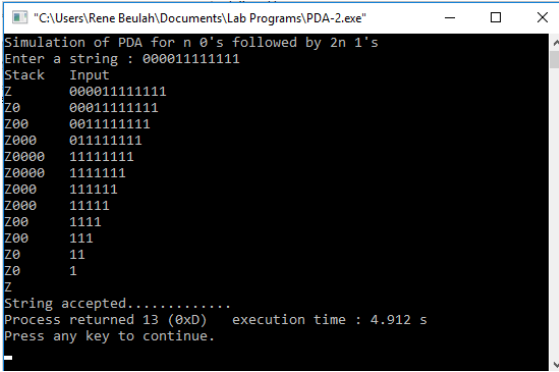 "C:\Users\Rene Beulah\Documents\Lab Programs\PDA-2.exe"
Simulation of PDA for n 0's followed by 2n 1's
Enter a string : 000011111111
Stack Input
Z 000011111111
Z0 00011111111
Z00 0011111111
Z000 011111111
Z0000 11111111
Z0000 1111111
Z000 111111
Z000 11111
Z00 1111
Z00 111
Z0 11
Z0 1
Z
String accepted.............
Process returned 13 (0xD) execution time : 4.912 s
Press any key to continue.